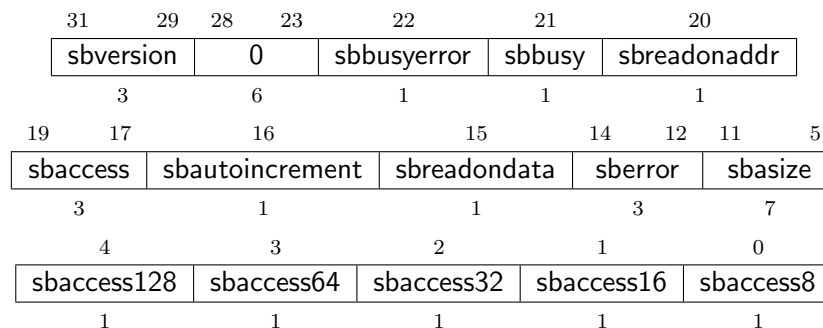 31 29 28 23 22 21 20
sbversion 0 sbbusyerror sbbusy sbreadonaddr
3 6 1 1 1
19 17 16 15 14 12 11 5
sbaccess sbautoincrement sbreadondata sberror sbasize
3 1 1 3 7
4 3 2 1 0
sbaccess128 sbaccess64 sbaccess32 sbaccess16 sbaccess8
1 1 1 1 1